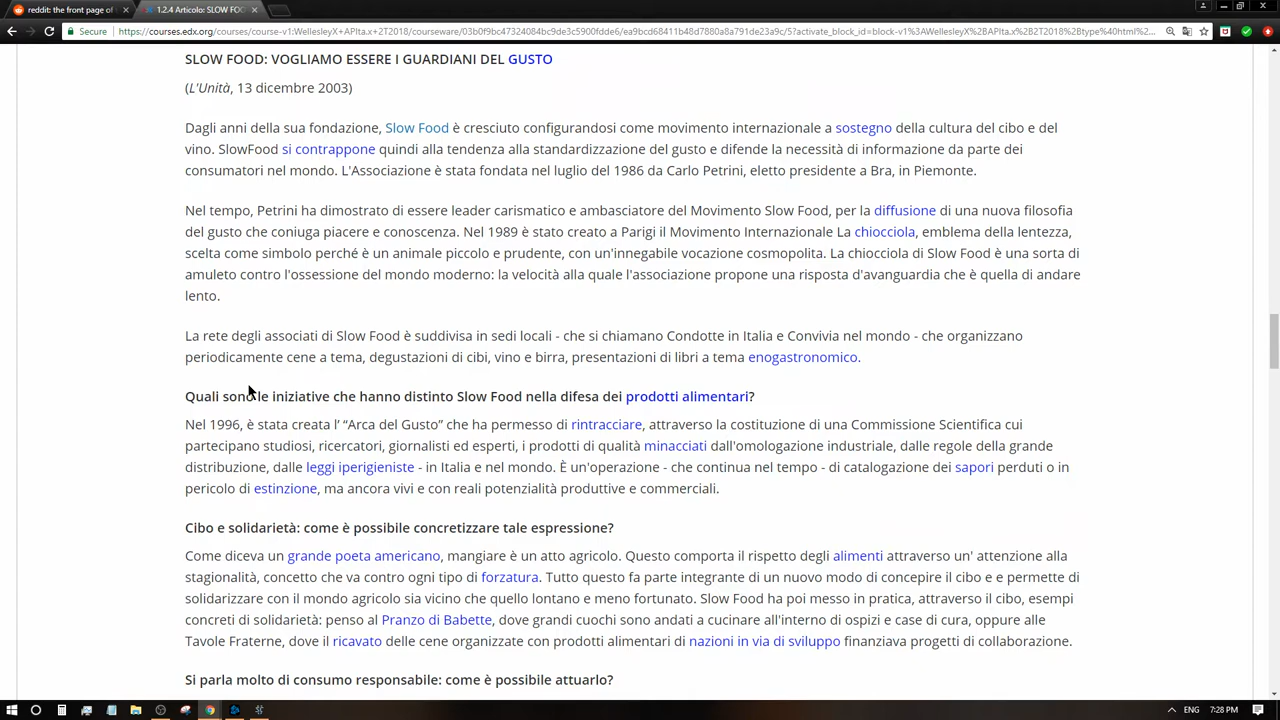 reddit: the front page of
1.2.4 Articolo: SLOW FOO
Secure
https://courses.edx.org/courses/course-v1:WellesleyX+APIta.x+2T2018/courseware/03b0f9bc47324084bc9de3c5900fdde6/ea9bcd68411b48d7880a8a791de23a9c/5?activate_block_id=block-v1%3AWellesleyX%2BAPIta.x%2B2T2018%2Btype%40html%2...
SLOW FOOD: VOGLIAMO ESSERE I GUARDIANI DEL GUSTO
(L'Unità, 13 dicembre 2003)
Dagli anni della sua fondazione, Slow Food è cresciuto configurandosi come movimento internazionale a sostegno della cultura del cibo e del
vino. SlowFood si contrappone quindi alla tendenza alla standardizzazione del gusto e difende la necessità di informazione da parte dei
consumatori nel mondo. L'Associazione è stata fondata nel luglio del 1986 da Carlo Petrini, eletto presidente a Bra, in Piemonte.
Nel tempo, Petrini ha dimostrato di essere leader carismatico e ambasciatore del Movimento Slow Food, per la diffusione di una nuova filosofia
del gusto che coniuga piacere e conoscenza. Nel 1989 è stato creato a Parigi il Movimento Internazionale La chiocciola, emblema della lentezza,
scelta come simbolo perché è un animale piccolo e prudente, con un'innegabile vocazione cosmopolita. La chiocciola di Slow Food è una sorta di
amuleto contro l'ossessione del mondo moderno: la velocità alla quale l'associazione propone una risposta d'avanguardia che è quella di andare
lento.
La rete degli associati di Slow Food è suddivisa in sedi locali - che si chiamano Condotte in Italia e Convivia nel mondo - che organizzano
periodicamente cene a tema, degustazioni di cibi, vino e birra, presentazioni di libri a tema enogastronomico.
Quali sono le iniziative che hanno distinto Slow Food nella difesa dei prodotti alimentari?
Nel 1996, è stata creata l' “Arca del Gusto” che ha permesso di rintracciare, attraverso la costituzione di una Commissione Scientifica cui
partecipano studiosi, ricercatori, giornalisti ed esperti, i prodotti di qualità minacciati dall'omologazione industriale, dalle regole della grande
distribuzione, dalle leggi iperigieniste - in Italia e nel mondo. È un'operazione - che continua nel tempo - di catalogazione dei sapori perduti o in
pericolo di estinzione, ma ancora vivi e con reali potenzialità produttive e commerciali.
Cibo e solidarietà: come è possibile concretizzare tale espressione?
Come diceva un grande poeta americano, mangiare è un atto agricolo. Questo comporta il rispetto degli alimenti attraverso un' attenzione alla
stagionalità, concetto che va contro ogni tipo di forzatura. Tutto questo fa parte integrante di un nuovo modo di concepire il cibo e e permette di
solidarizzare con il mondo agricolo sia vicino che quello lontano e meno fortunato. Slow Food ha poi messo in pratica, attraverso il cibo, esempi
concreti di solidarietà: penso al Pranzo di Babette, dove grandi cuochi sono andati a cucinare all'interno di ospizi e case di cura, oppure alle
Tavole Fraterne, dove il ricavato delle cene organizzate con prodotti alimentari di nazioni in via di sviluppo finanziava progetti di collaborazione.
Si parla molto di consumo responsabile: come è possibile attuarlo?
ENG 7:28 PM